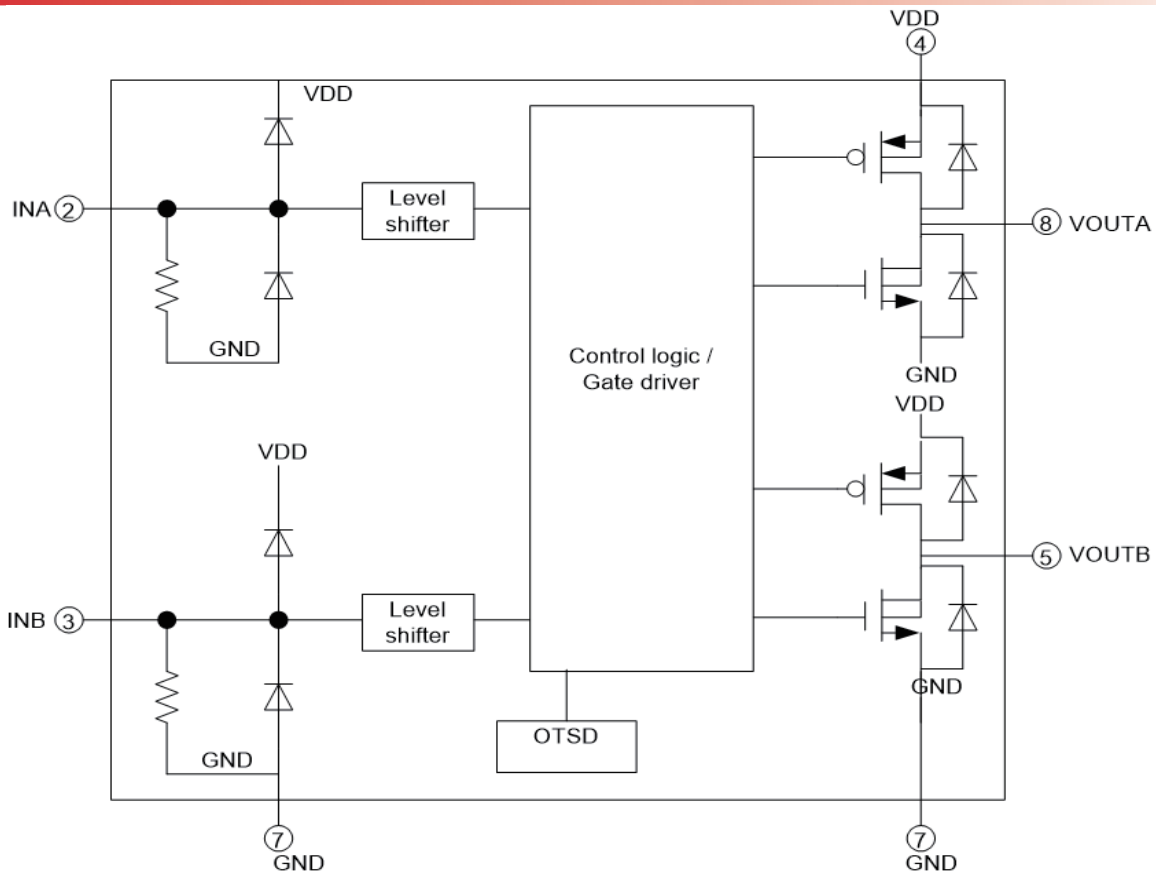 VDD
4
VDD
INA 2
Level
shifter
8 VOUTA
GND
Control logic /
Gate driver
GND
VDD
VDD
INB 3
Level
shifter
5 VOUTB
GND
OTSD
GND
7
GND
7
GND